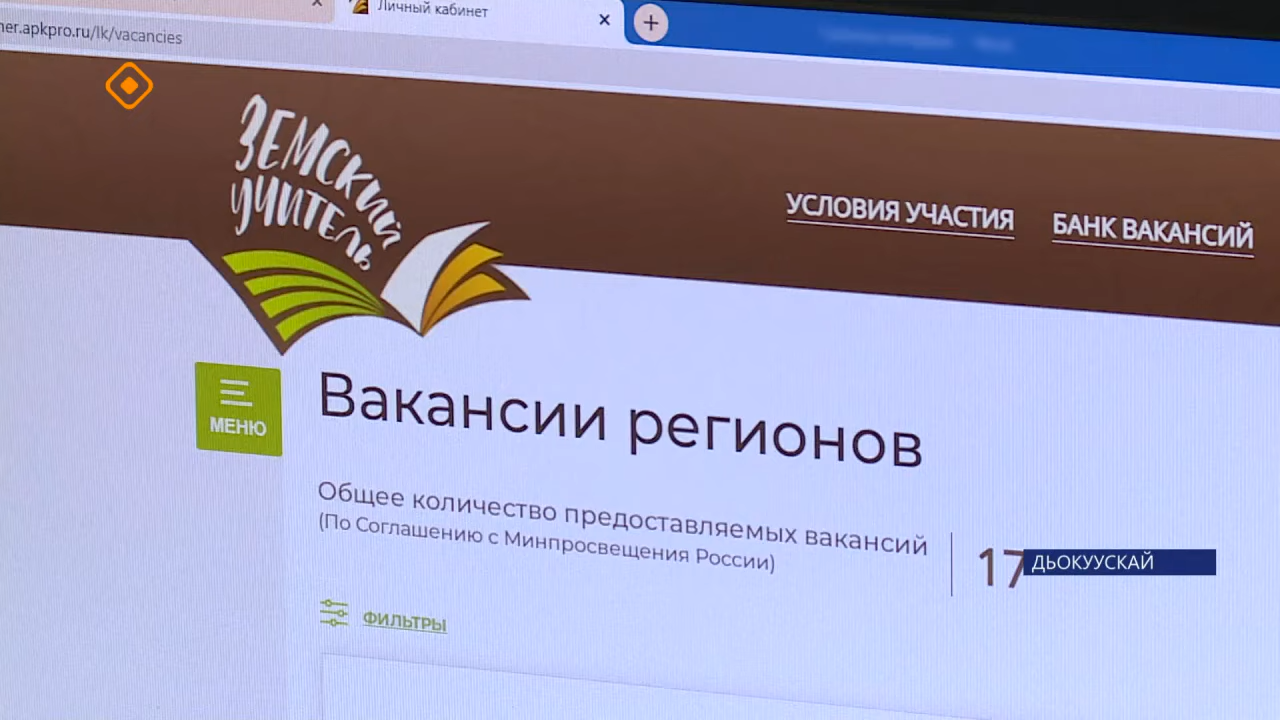 Личный кабинет
ner.apkpro.ru/lk/vacancies
ЗЕМСКИЙ
УЧИТЕЛЬ
УСЛОВИЯ УЧАСТИЯ
БАНК ВАКАНСИЙ
МЕНЮ
Вакансии регионов
Общее количество предоставляемых вакансий
(По Соглашению с Минпросвещения России)
17
ДЬОКУУСКАЙ
ФИЛЬТРЫ